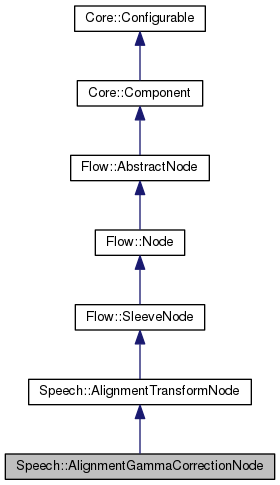 Core::Configurable
Core::Component
Flow::AbstractNode
Flow::Node
Flow::SleeveNode
Speech::AlignmentTransformNode
Speech::AlignmentGammaCorrectionNode